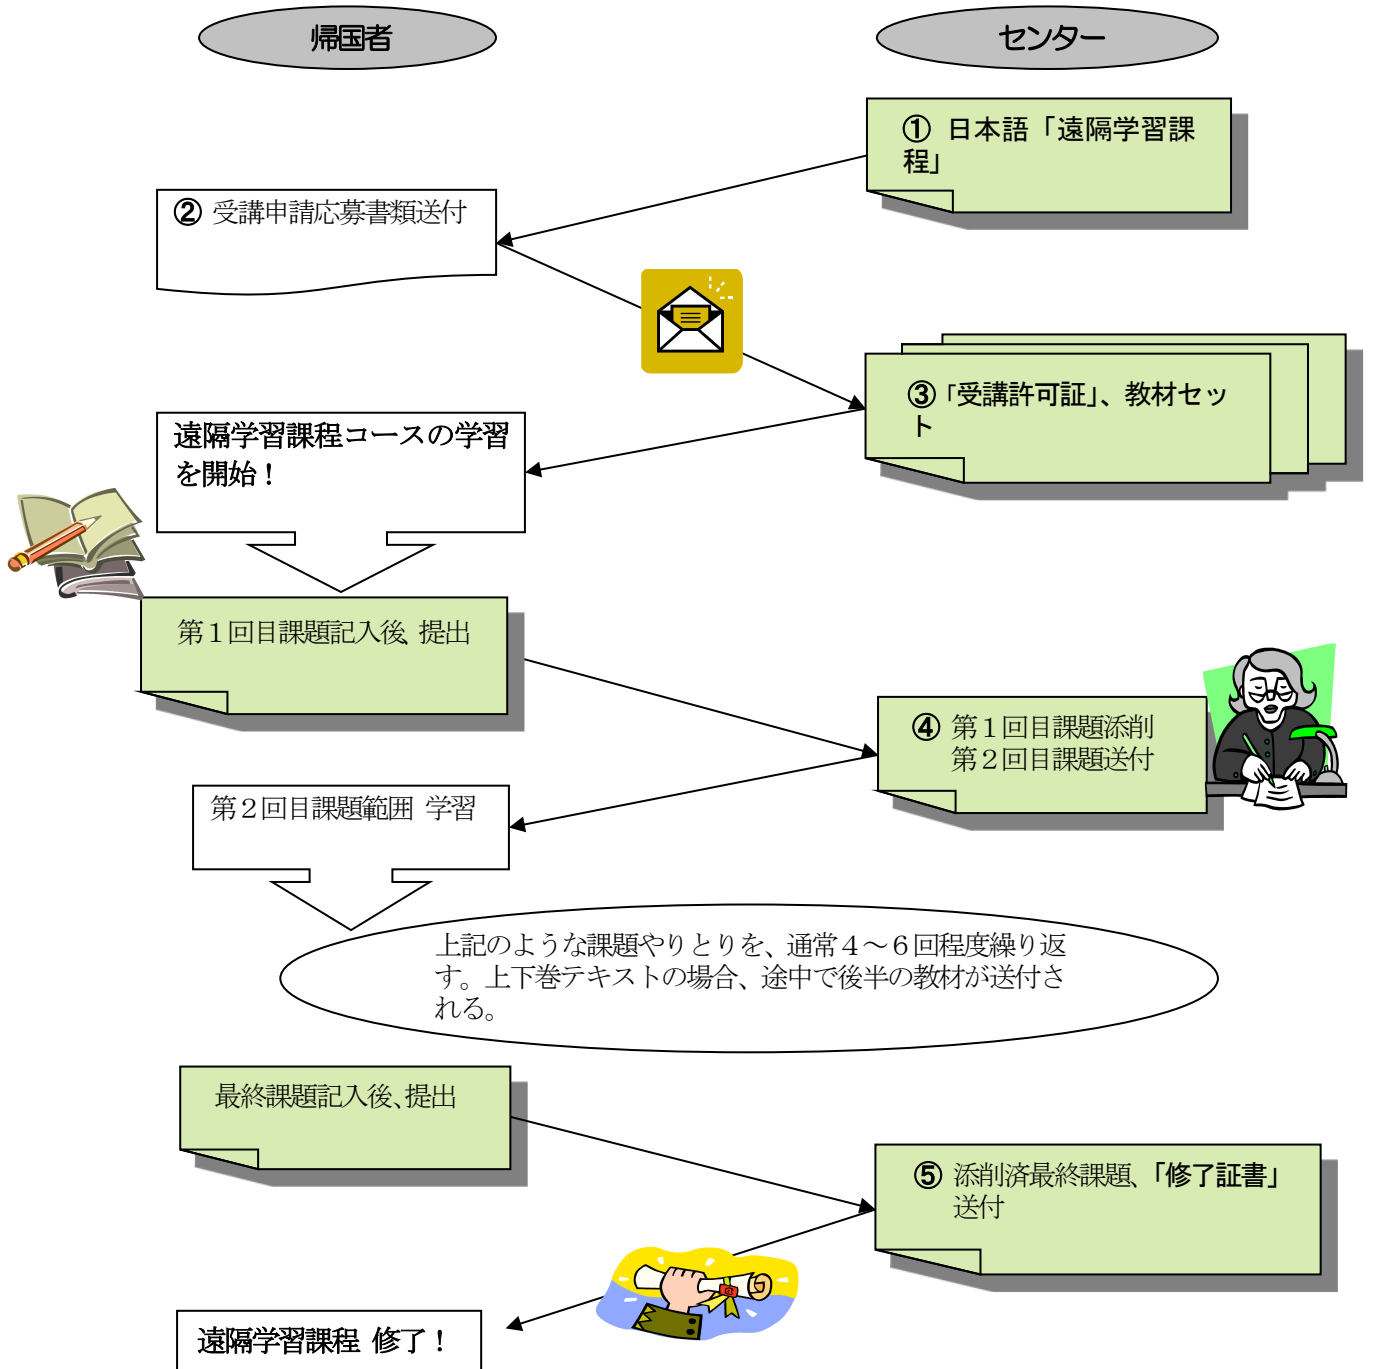 帰国者
センター
① 日本語「遠隔学習課
程」
② 受講申請応募書類送付
③「受講許可証」、教材セッ
ト
遠隔学習課程コースの学習
を開始！
第１回目課題記入後、提出
④ 第１回目課題添削
第２回目課題送付
第２回目課題範囲 学習
上記のような課題やりとりを、通常４～６回程度繰り返
す。上下巻テキストの場合、途中で後半の教材が送付さ
れる。
最終課題記入後、提出
⑤ 添削済最終課題、「修了証書」
送付
遠隔学習課程 修了！